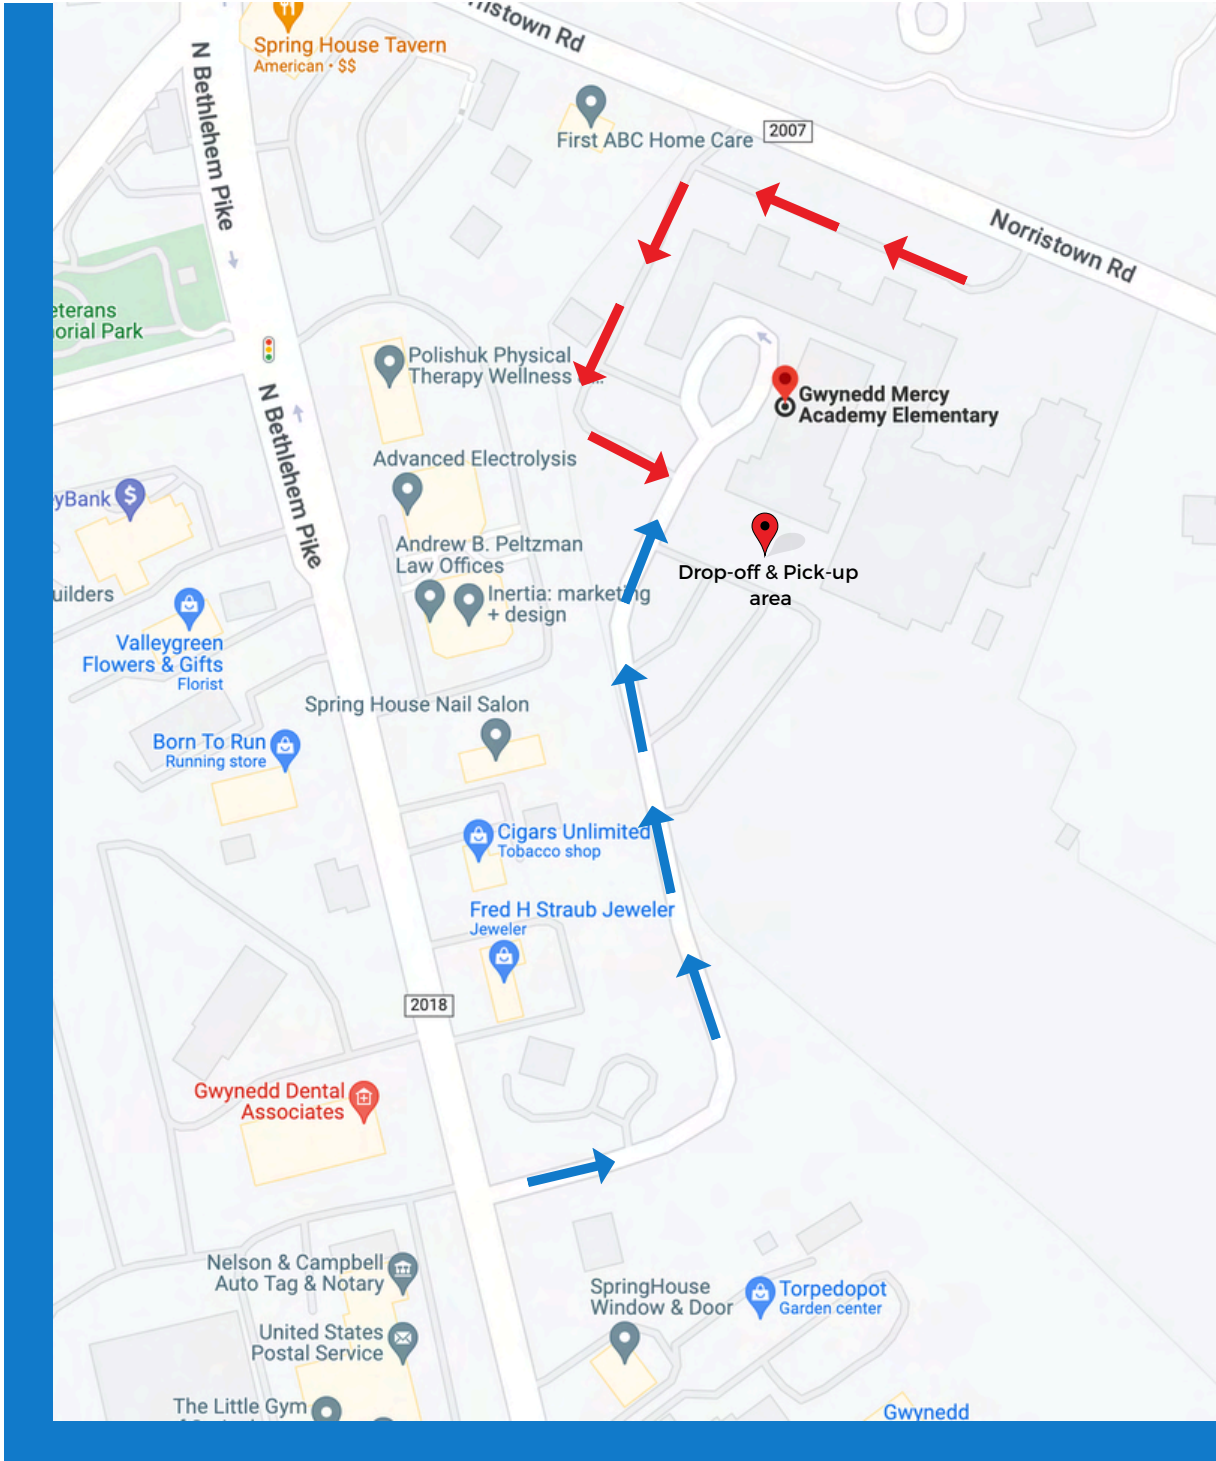 ristown Rd
N Bethlehem Pike
Spring House Tavern
American · $$
First ABC Home Care
2007
Norristown Rd
eterans
orial Park
Polishuk Physical
Therapy Wellness
N Bethlehem Pike
Gwynedd Mercy
Academy Elementary
Advanced Electrolysis
yBank
Andrew B. Peltzman
Law Offices
Drop-off & Pick-up
area
Inertia: marketing
+ design
uilders
Valleygreen
Flowers & Gifts
Florist
Spring House Nail Salon
Born To Run
Running store
Cigars Unlimited
Tobacco shop
Fred H Straub Jeweler
Jeweler
2018
Gwynedd Dental
Associates
Nelson & Campbell
Auto Tag & Notary
SpringHouse
Window & Door
Torpedopot
Garden center
United States
Postal Service
The Little Gym
Gwynedd